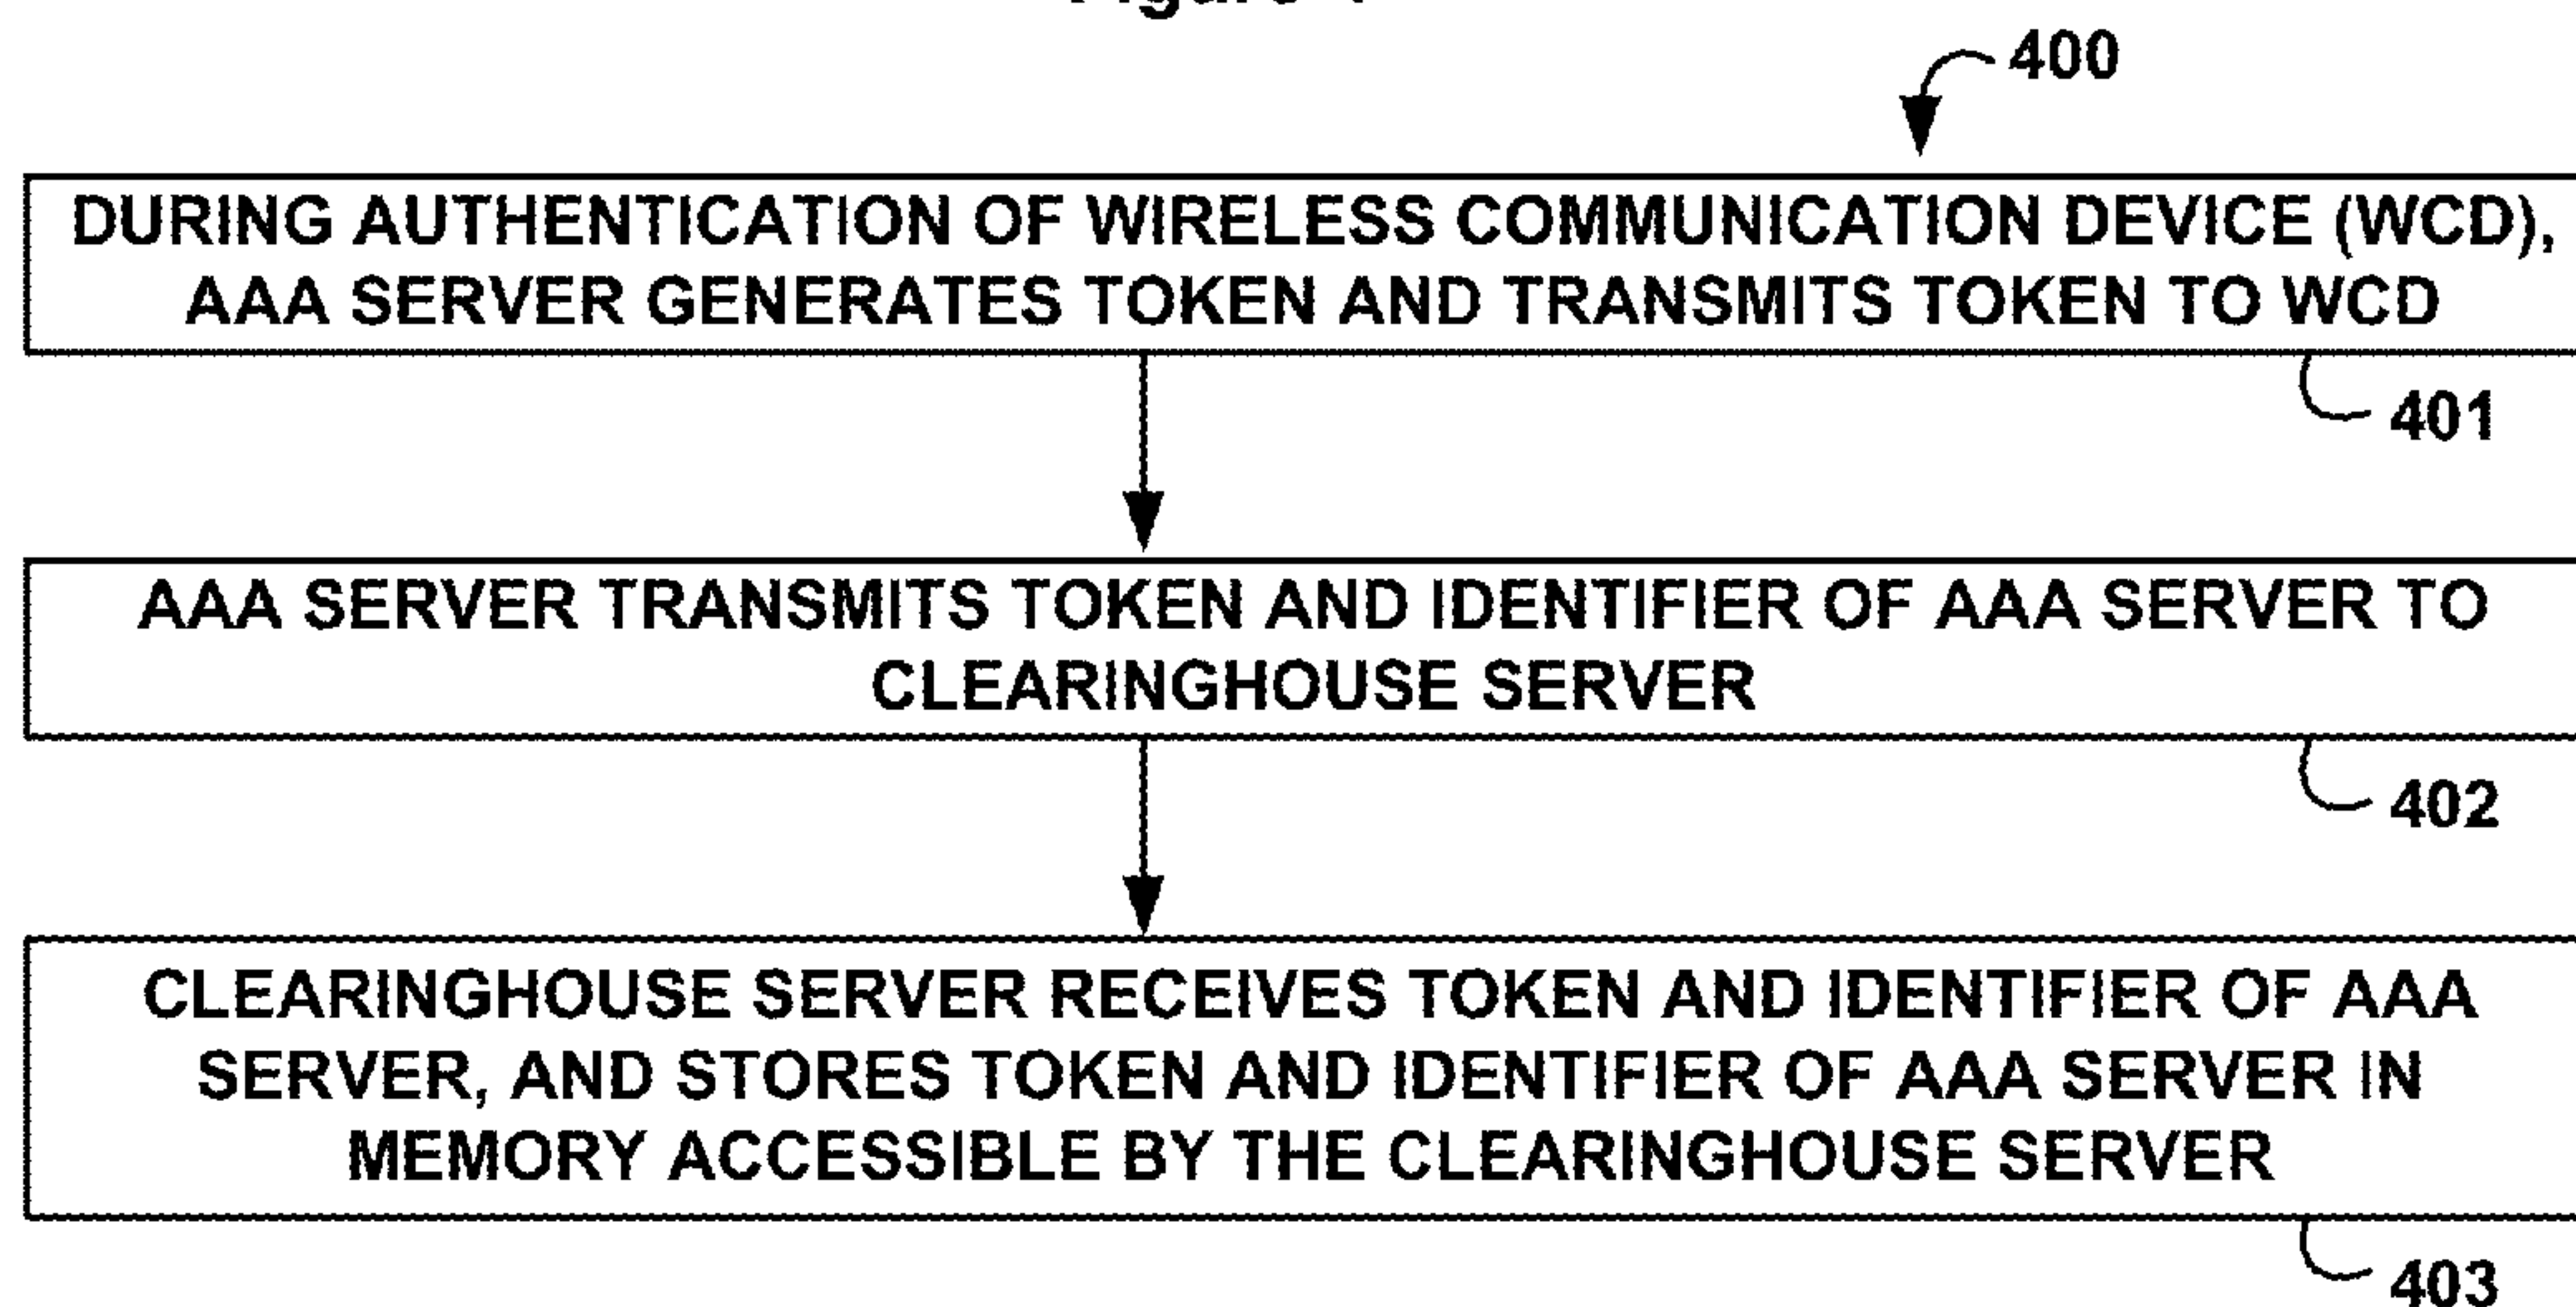 400
DURING AUTHENTICATION OF WIRELESS COMMUNICATION DEVICE (WCD),
AAA SERVER GENERATES TOKEN AND TRANSMITS TOKEN TO WCD
401
AAA SERVER TRANSMITS TOKEN AND IDENTIFIER OF AAA SERVER TO
CLEARINGHOUSE SERVER
402
CLEARINGHOUSE SERVER RECEIVES TOKEN AND IDENTIFIER OF AAA
SERVER, AND STORES TOKEN AND IDENTIFIER OF AAA SERVER IN
MEMORY ACCESSIBLE BY THE CLEARINGHOUSE SERVER
403